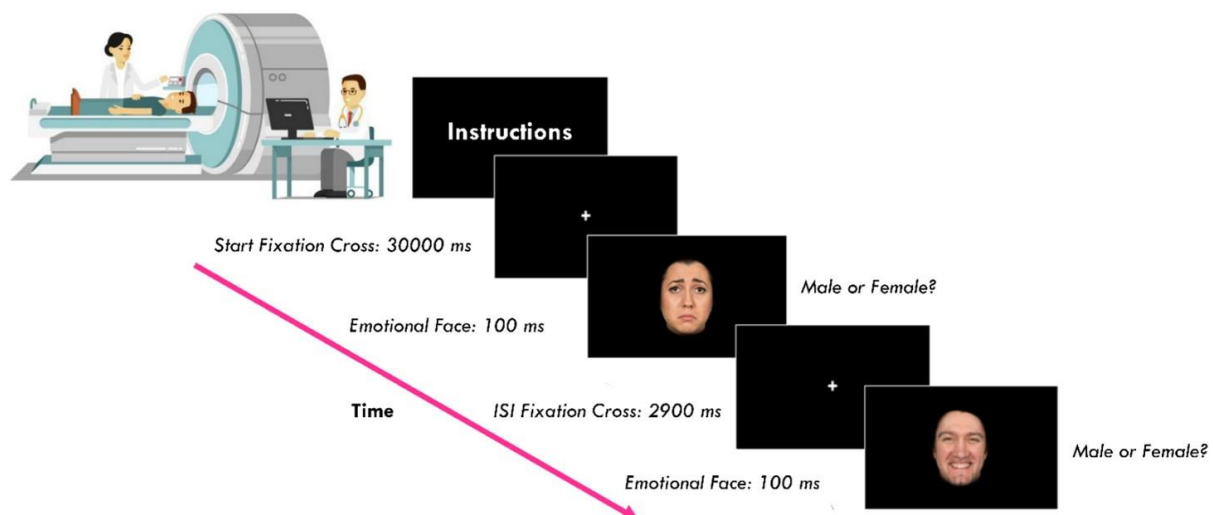 Instructions
Start Fixation Cross: 30000 ms
Male or Female?
Emotional Face: 100 ms
Time
ISI Fixation Cross: 2900 ms
Male or Female?
Emotional Face: 100 ms